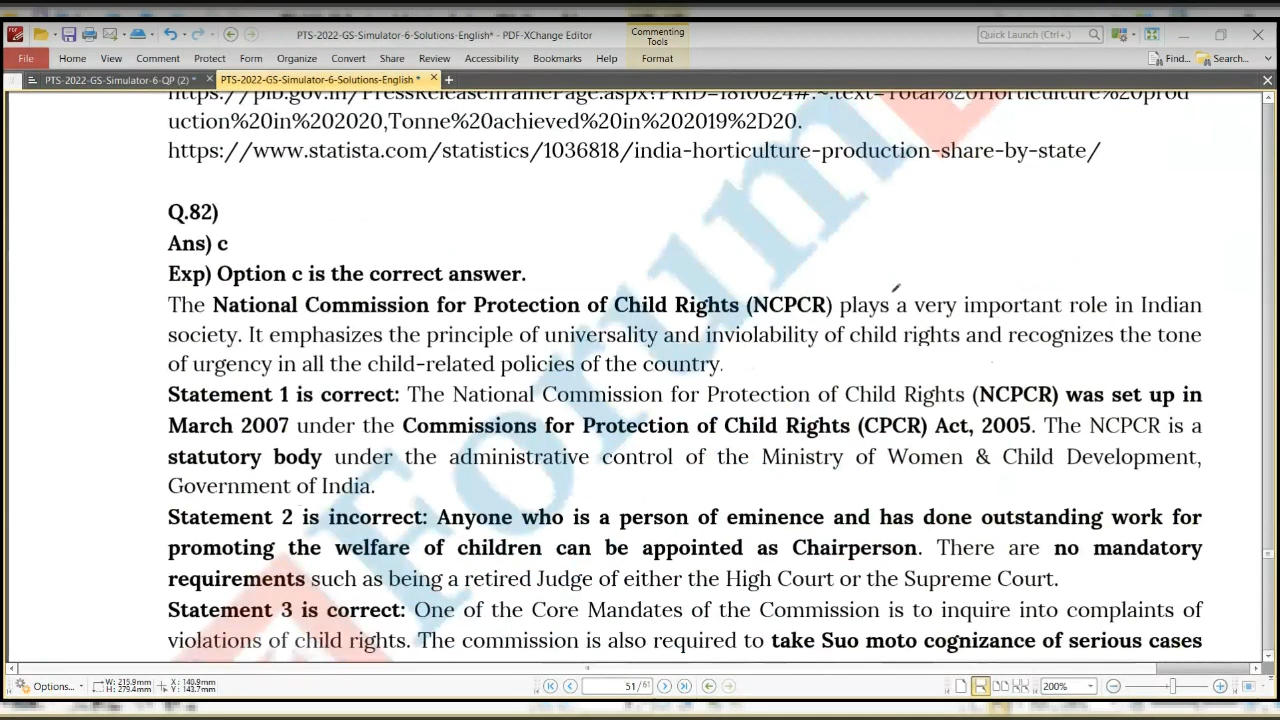 PTS-2022-GS-Simulator-6-Solutions-English* - PDF-XChange Editor
Commenting Tools
Quick Launch (Ctrl+.)
File Home View Comment Protect Form Organize Convert Share Review Accessibility Bookmarks Help Format Find... Search...
PTS-2022-GS-Simulator-6-QP (2) * PTS-2022-GS-Simulator-6-Solutions-English *
uction%20in%202020,Tonne%20achieved%20in%202019%2D20.
https://www.statista.com/statistics/1036818/india-horticulture-production-share-by-state/
Q.82)
Ans) c
Exp) Option c is the correct answer.
The National Commission for Protection of Child Rights (NCPCR) plays a very important role in Indian
society. It emphasizes the principle of universality and inviolability of child rights and recognizes the tone
of urgency in all the child-related policies of the country.
Statement 1 is correct: The National Commission for Protection of Child Rights (NCPCR) was set up in
March 2007 under the Commissions for Protection of Child Rights (CPCR) Act, 2005. The NCPCR is a
statutory body under the administrative control of the Ministry of Women & Child Development,
Government of India.
Statement 2 is incorrect: Anyone who is a person of eminence and has done outstanding work for
promoting the welfare of children can be appointed as Chairperson. There are no mandatory
requirements such as being a retired Judge of either the High Court or the Supreme Court.
Statement 3 is correct: One of the Core Mandates of the Commission is to inquire into complaints of
violations of child rights. The commission is also required to take Suo moto cognizance of serious cases
Forum
Options... W: 215.9mm X: 140.9mm 51/61 200%
H: 279.4mm Y: 143.7mm